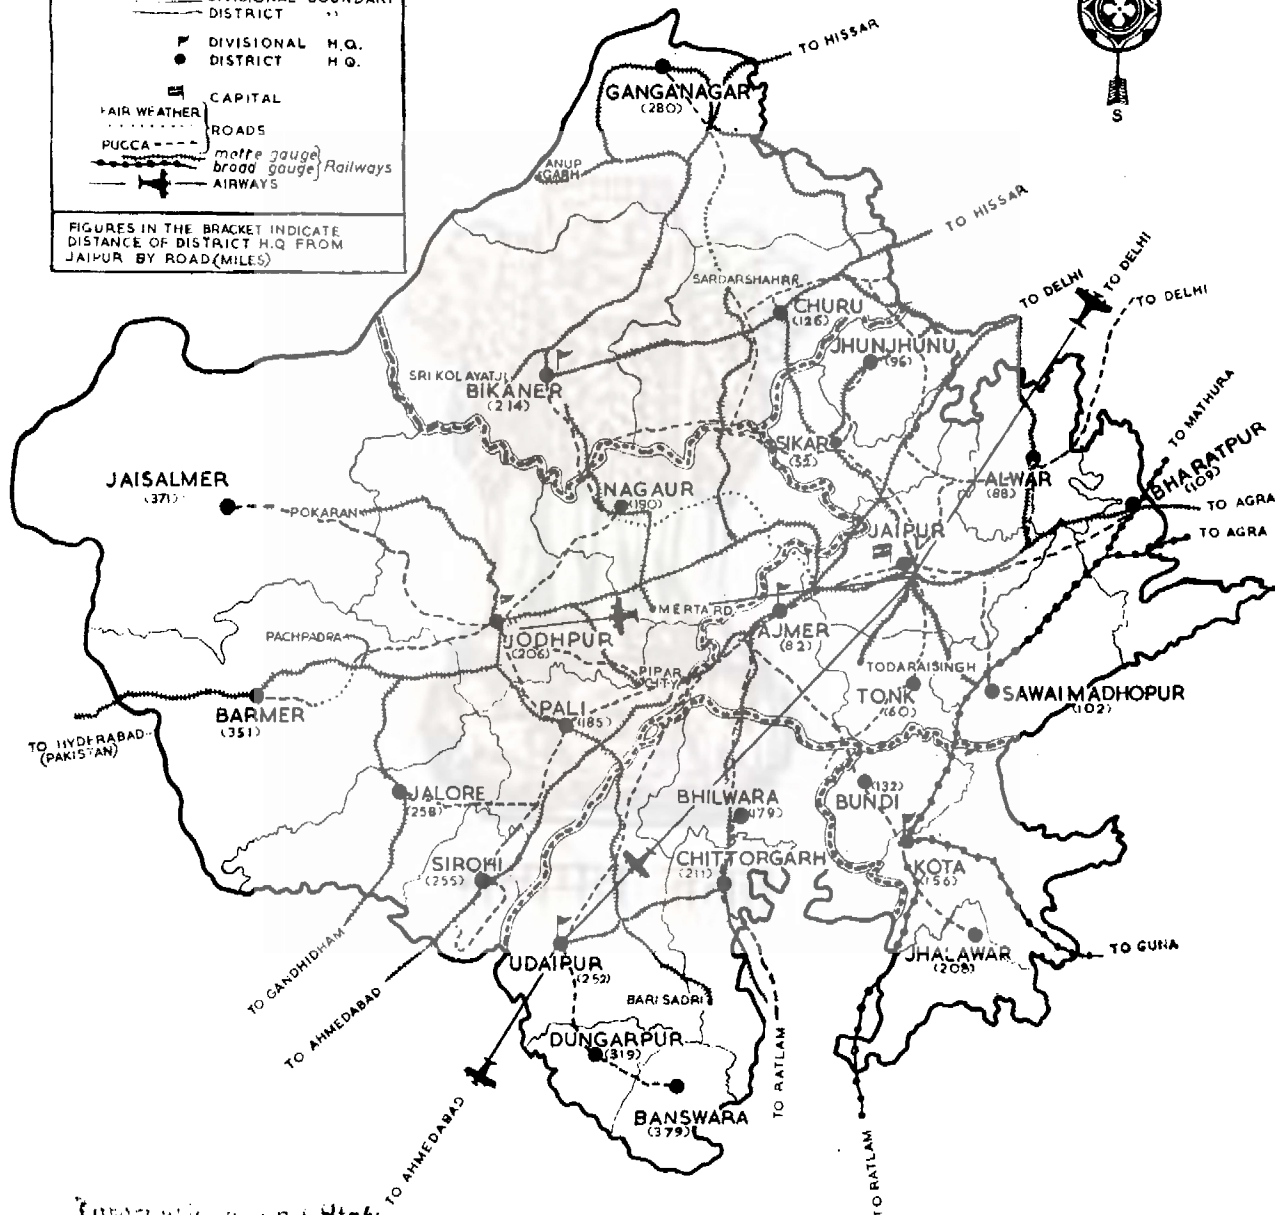 DIVISIONAL BOUNDARY
DISTRICT ''
DIVISIONAL H.Q.
DISTRICT H Q.
CAPITAL
FAIR WEATHER
ROADS
PUCCA
metre gauge
broad gauge Railways
AIRWAYS
FIGURES IN THE BRACKET INDICATE
DISTANCE OF DISTRICT H.Q FROM
JAIPUR BY ROAD(MILES)
S
TO HISSAR
GANGANAGAR
(280)
ANUP
GARH
TO HISSAR
SARDARSHAHRR
CHURU
(126)
TO DELHI
TO DELHI
TO DELHI
JHUNJHUNU
(96)
SRI KOLAYATJI
BIKANER
(214)
TO MATHURA
SIKAR
JAISALMER
(371)
POKARAN
NAGAUR
(190)
ALWAR
(88)
BHARATPUR
(109)
TO AGRA
TO AGRA
JAIPUR
MERTA RD.
JODHPUR
(206)
AJMER
(82)
PACHPADRA
PIPAR
CITY
TODARAISINGH
TONK
(60)
SAWAIMADHOPUR
(102)
BARMER
(351)
TO HYDERABAD
(PAKISTAN)
PALI
(185)
JALORE
(258)
BHILWARA
(179)
BUNDI
(132)
SIROHI
(255)
CHITTORGARH
(211)
KOTA
(156)
JHALAWAR
(208)
TO GUNA
UDAIPUR
(252)
TO GANDHIDHAM
TO AHMEDABAD
BARI SADRI
DUNGARPUR
(319)
BANSWARA
(379)
TO RATLAM
TO AHMEDABAD
TO RATLAM